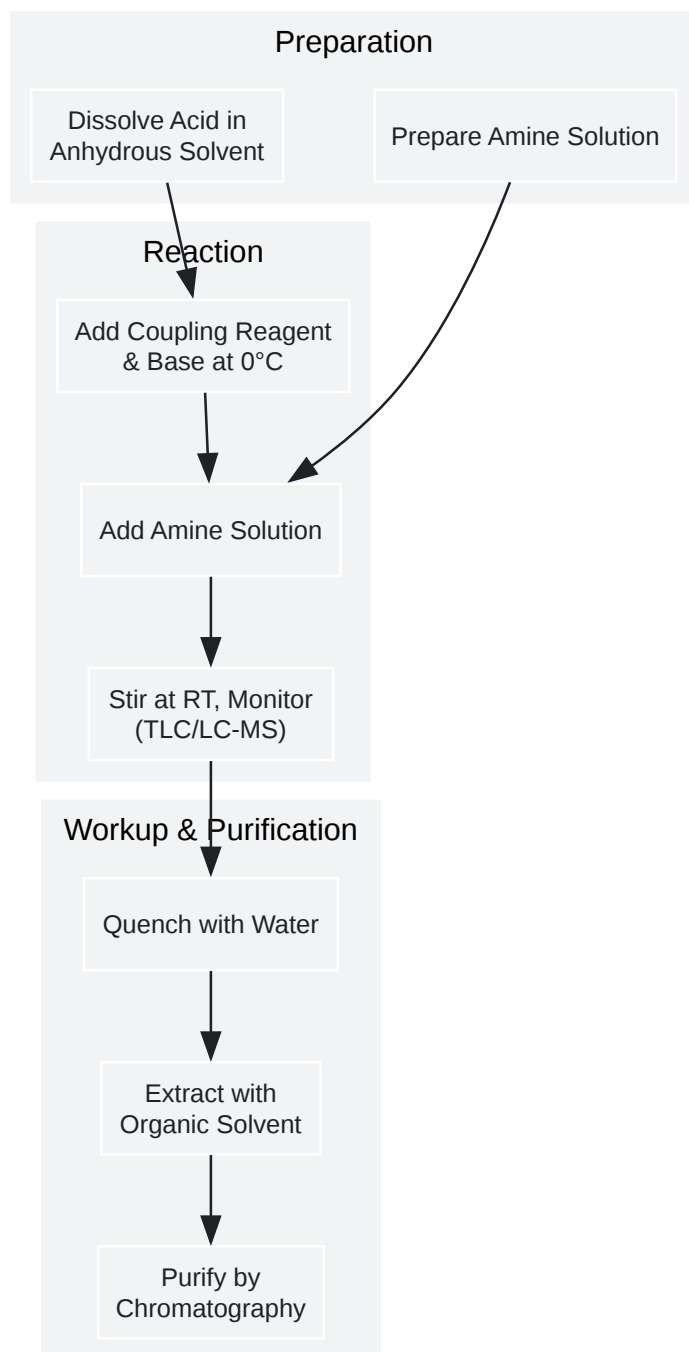 Preparation
Dissolve Acid in
Anhydrous Solvent
Prepare Amine Solution
Reaction
Add Coupling Reagent
& Base at 0°C
Add Amine Solution
Stir at RT, Monitor
(TLC/LC-MS)
Workup & Purification
Quench with Water
Extract with
Organic Solvent
Purify by
Chromatography